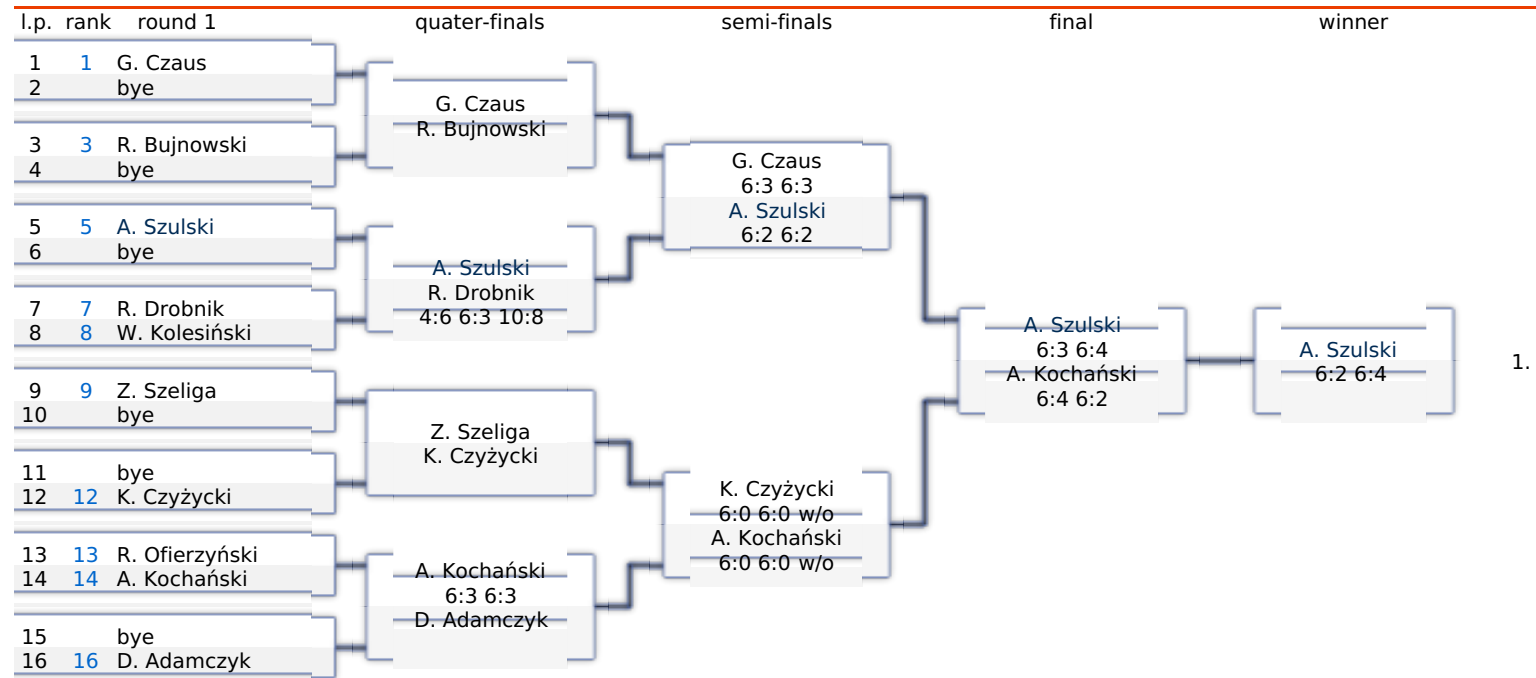 l.p. rank round 1 quater-finals semi-finals final winner
1 1 G. Czaus
2 bye
G. Czaus
R. Bujnowski
3 3 R. Bujnowski
4 bye
G. Czaus
6:3 6:3
A. Szulski
6:2 6:2
5 5 A. Szulski
6 bye
A. Szulski
R. Drobnik
4:6 6:3 10:8
7 7 R. Drobnik
8 8 W. Kolesiński
A. Szulski
6:3 6:4
A. Kochański
6:4 6:2
A. Szulski
6:2 6:4
1.
9 9 Z. Szeliga
10 bye
Z. Szeliga
K. Czyżycki
11 bye
12 12 K. Czyżycki
K. Czyżycki
6:0 6:0 w/o
A. Kochański
6:0 6:0 w/o
13 13 R. Ofierzyński
14 14 A. Kochański
A. Kochański
6:3 6:3
D. Adamczyk
15 bye
16 16 D. Adamczyk